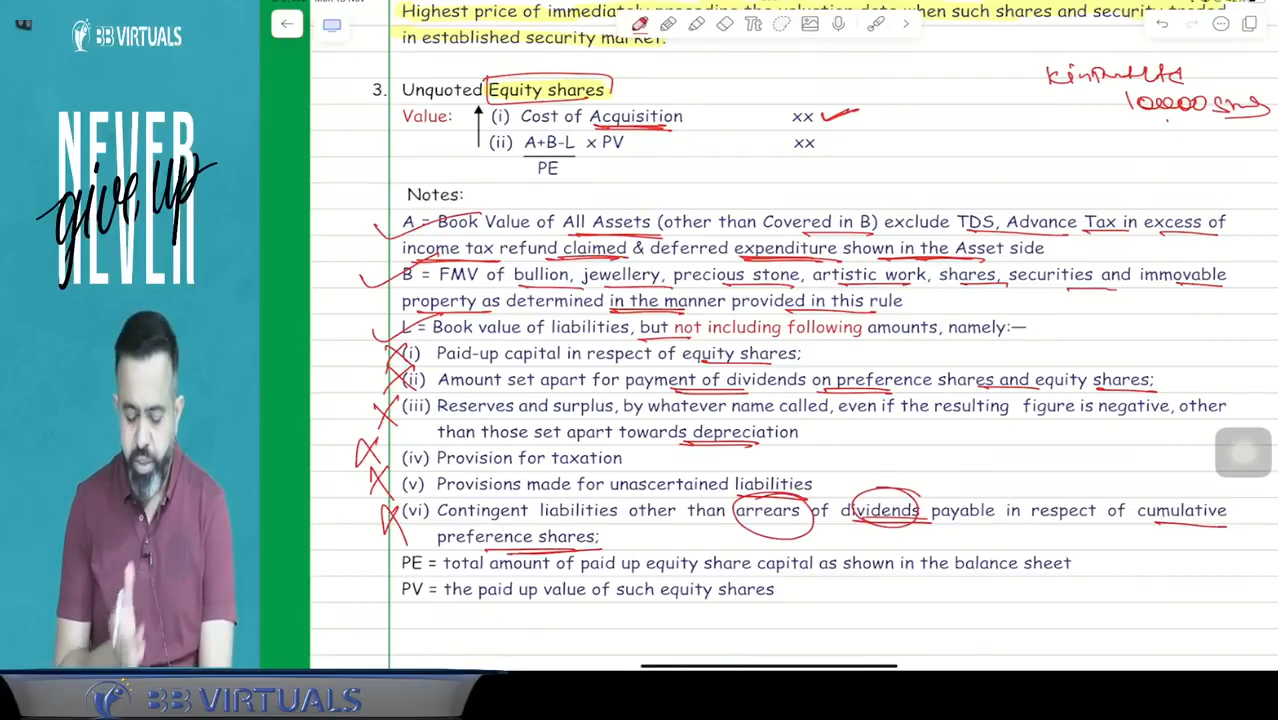 BB VIRTUALS
NEVER
give up
NEVER
Highest price of immediately preceding the valuation date when such shares and security traded
in established security market.
3. Unquoted Equity shares
Value: (i) Cost of Acquisition xx
(ii) A+B-L x PV xx
PE
100000 shares
Notes:
A = Book Value of All Assets (other than Covered in B) exclude TDS, Advance Tax in excess of
income tax refund claimed & deferred expenditure shown in the Asset side
B = FMV of bullion, jewellery, precious stone, artistic work, shares, securities and immovable
property as determined in the manner provided in this rule
L = Book value of liabilities, but not including following amounts, namely:—
(i) Paid-up capital in respect of equity shares;
(ii) Amount set apart for payment of dividends on preference shares and equity shares;
(iii) Reserves and surplus, by whatever name called, even if the resulting figure is negative, other
than those set apart towards depreciation
(iv) Provision for taxation
(v) Provisions made for unascertained liabilities
(vi) Contingent liabilities other than arrears of dividends payable in respect of cumulative
preference shares;
PE = total amount of paid up equity share capital as shown in the balance sheet
PV = the paid up value of such equity shares
BB VIRTUALS